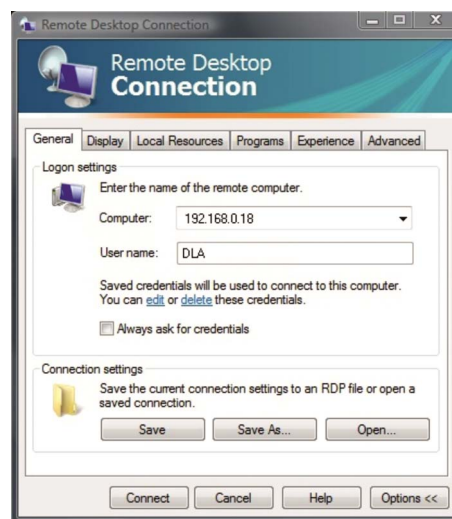 Remote Desktop Connection
Remote Desktop
Connection
General Display Local Resources Programs Experience Advanced
Logon settings
Enter the name of the remote computer.
Computer: 192.168.0.18
User name: DLA
Saved credentials will be used to connect to this computer.
You can edit or delete these credentials.
Always ask for credentials
Connection settings
Save the current connection settings to an RDP file or open a
saved connection.
Save Save As... Open...
Connect Cancel Help Options <<